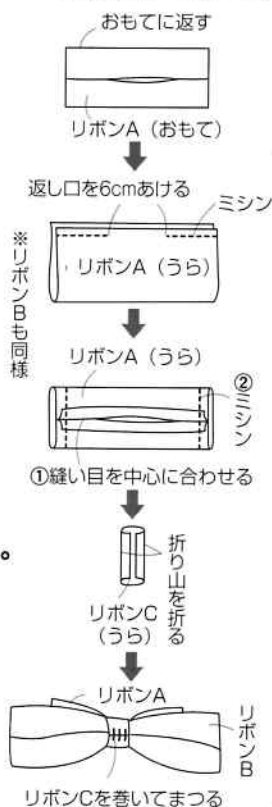 おもてに返す
リボンA（おもて）
返し口を6cmあける
ミシン
※リボンBも同様
リボンA（うら）
リボンA（うら）
②ミシン
①縫い目を中心に合わせる
折り山を折る
リボンC
（うら）
。
リボンA
リボンB
リボンCを巻いてまつる